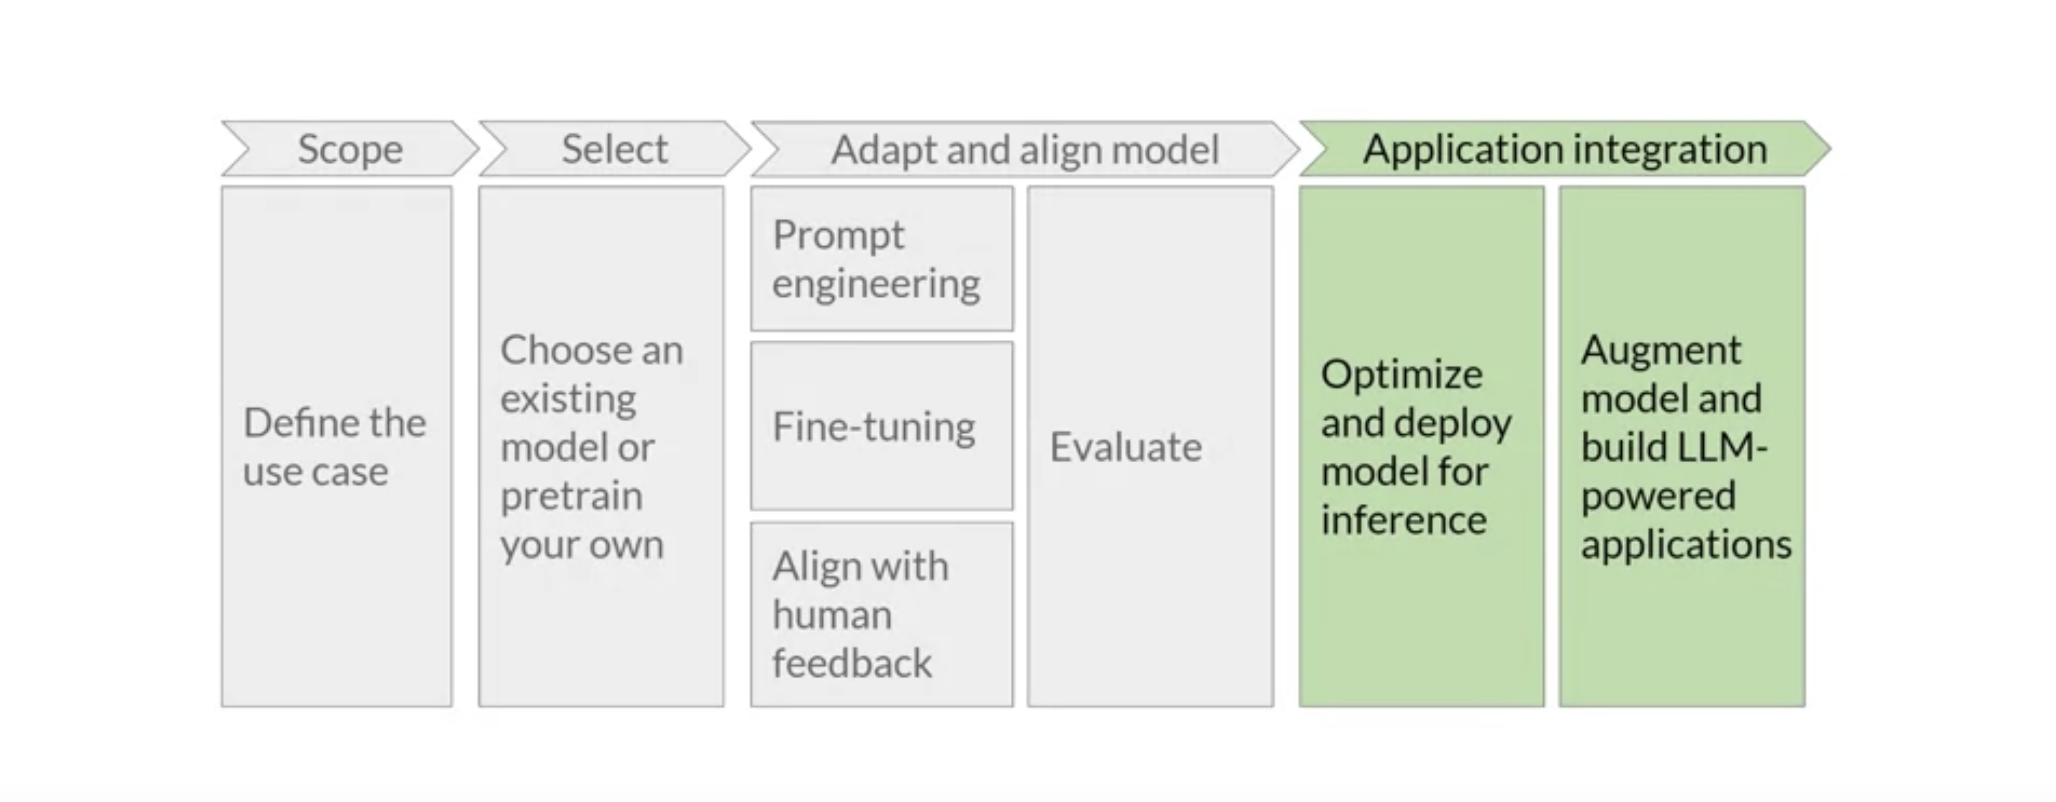 Scope
Select
Adapt and align model
Application integration
Define the
use case
Choose an
existing
model or
pretrain
your own
Prompt
engineering
Fine-tuning
Align with
human
feedback
Evaluate
Optimize
and deploy
model for
inference
Augment
model and
build LLM-
powered
applications